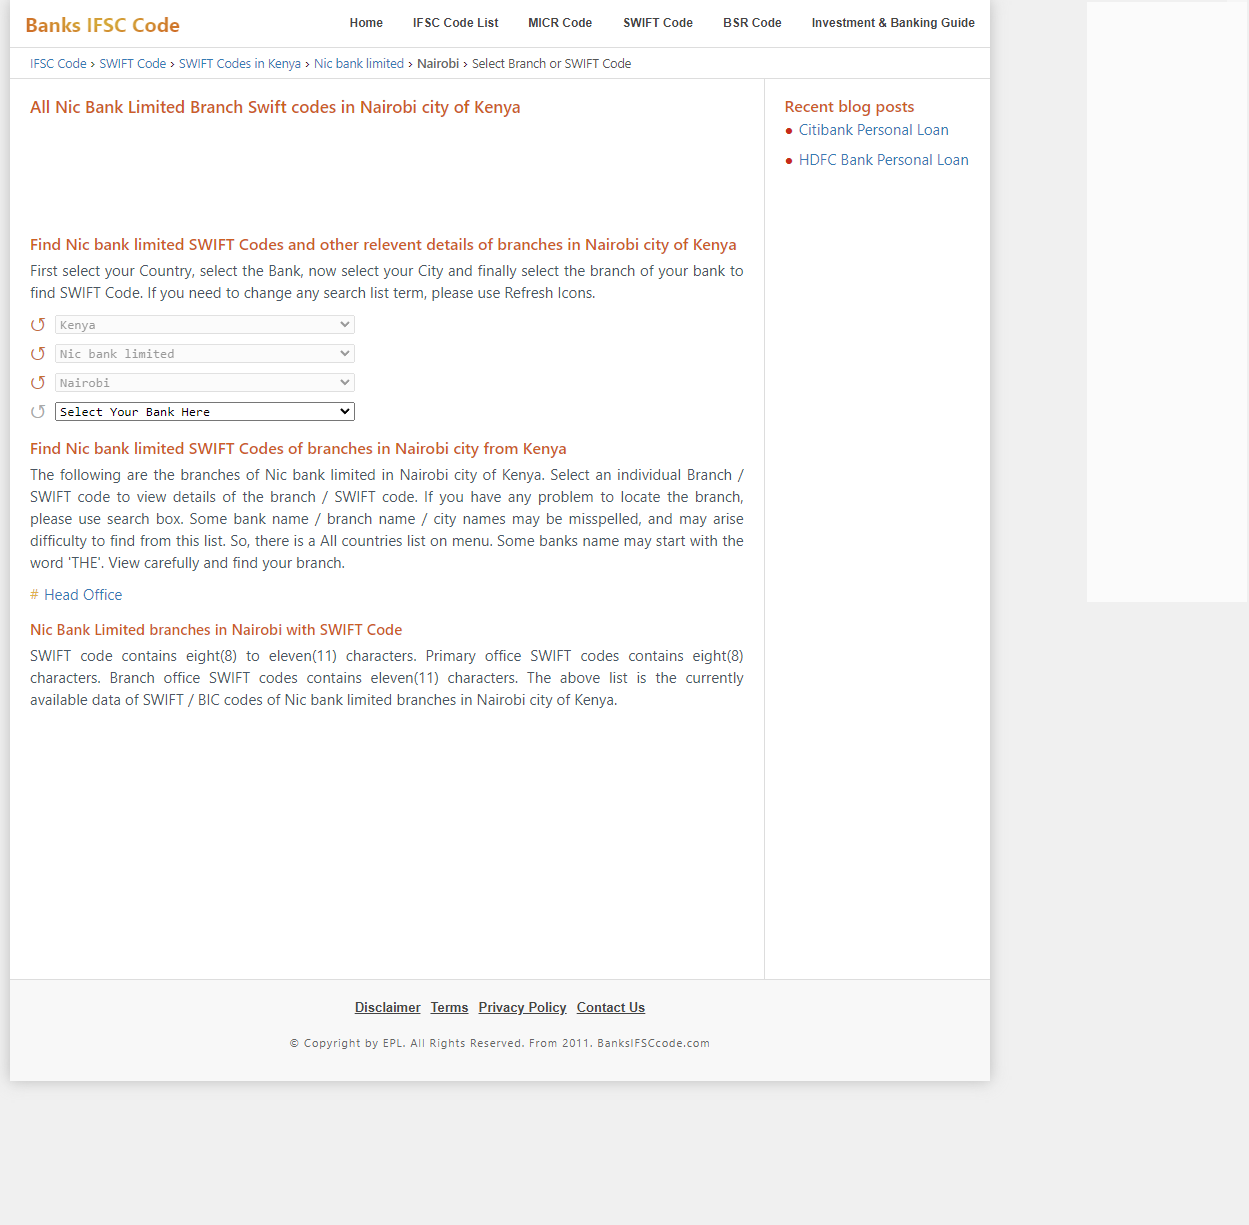 Banks IFSC Code
Home IFSC Code List MICR Code SWIFT Code BSR Code Investment & Banking Guide
IFSC Code › SWIFT Code › SWIFT Codes in Kenya › Nic bank limited › Nairobi › Select Branch or SWIFT Code
All Nic Bank Limited Branch Swift codes in Nairobi city of Kenya
Find Nic bank limited SWIFT Codes and other relevent details of branches in Nairobi city of Kenya
First select your Country, select the Bank, now select your City and finally select the branch of your bank to
find SWIFT Code. If you need to change any search list term, please use Refresh Icons.
Kenya
Nic bank limited
Nairobi
Select Your Bank Here
Find Nic bank limited SWIFT Codes of branches in Nairobi city from Kenya
The following are the branches of Nic bank limited in Nairobi city of Kenya. Select an individual Branch /
SWIFT code to view details of the branch / SWIFT code. If you have any problem to locate the branch,
please use search box. Some bank name / branch name / city names may be misspelled, and may arise
difficulty to find from this list. So, there is a All countries list on menu. Some banks name may start with the
word 'THE'. View carefully and find your branch.
# Head Office
Nic Bank Limited branches in Nairobi with SWIFT Code
SWIFT code contains eight(8) to eleven(11) characters. Primary office SWIFT codes contains eight(8)
characters. Branch office SWIFT codes contains eleven(11) characters. The above list is the currently
available data of SWIFT / BIC codes of Nic bank limited branches in Nairobi city of Kenya.
Recent blog posts
Citibank Personal Loan
HDFC Bank Personal Loan
Disclaimer Terms Privacy Policy Contact Us
© Copyright by EPL. All Rights Reserved. From 2011. BanksIFSCcode.com